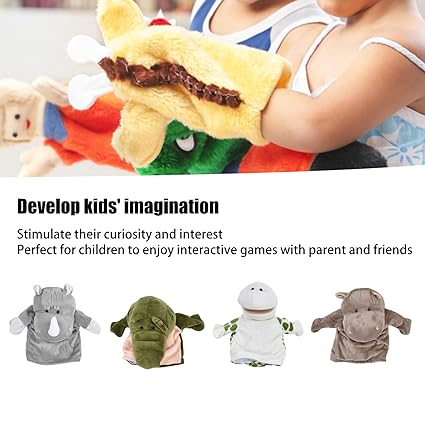 Develop kids' imagination
Stimulate their curiosity and interest
Perfect for children to enjoy interactive games with parent and friends